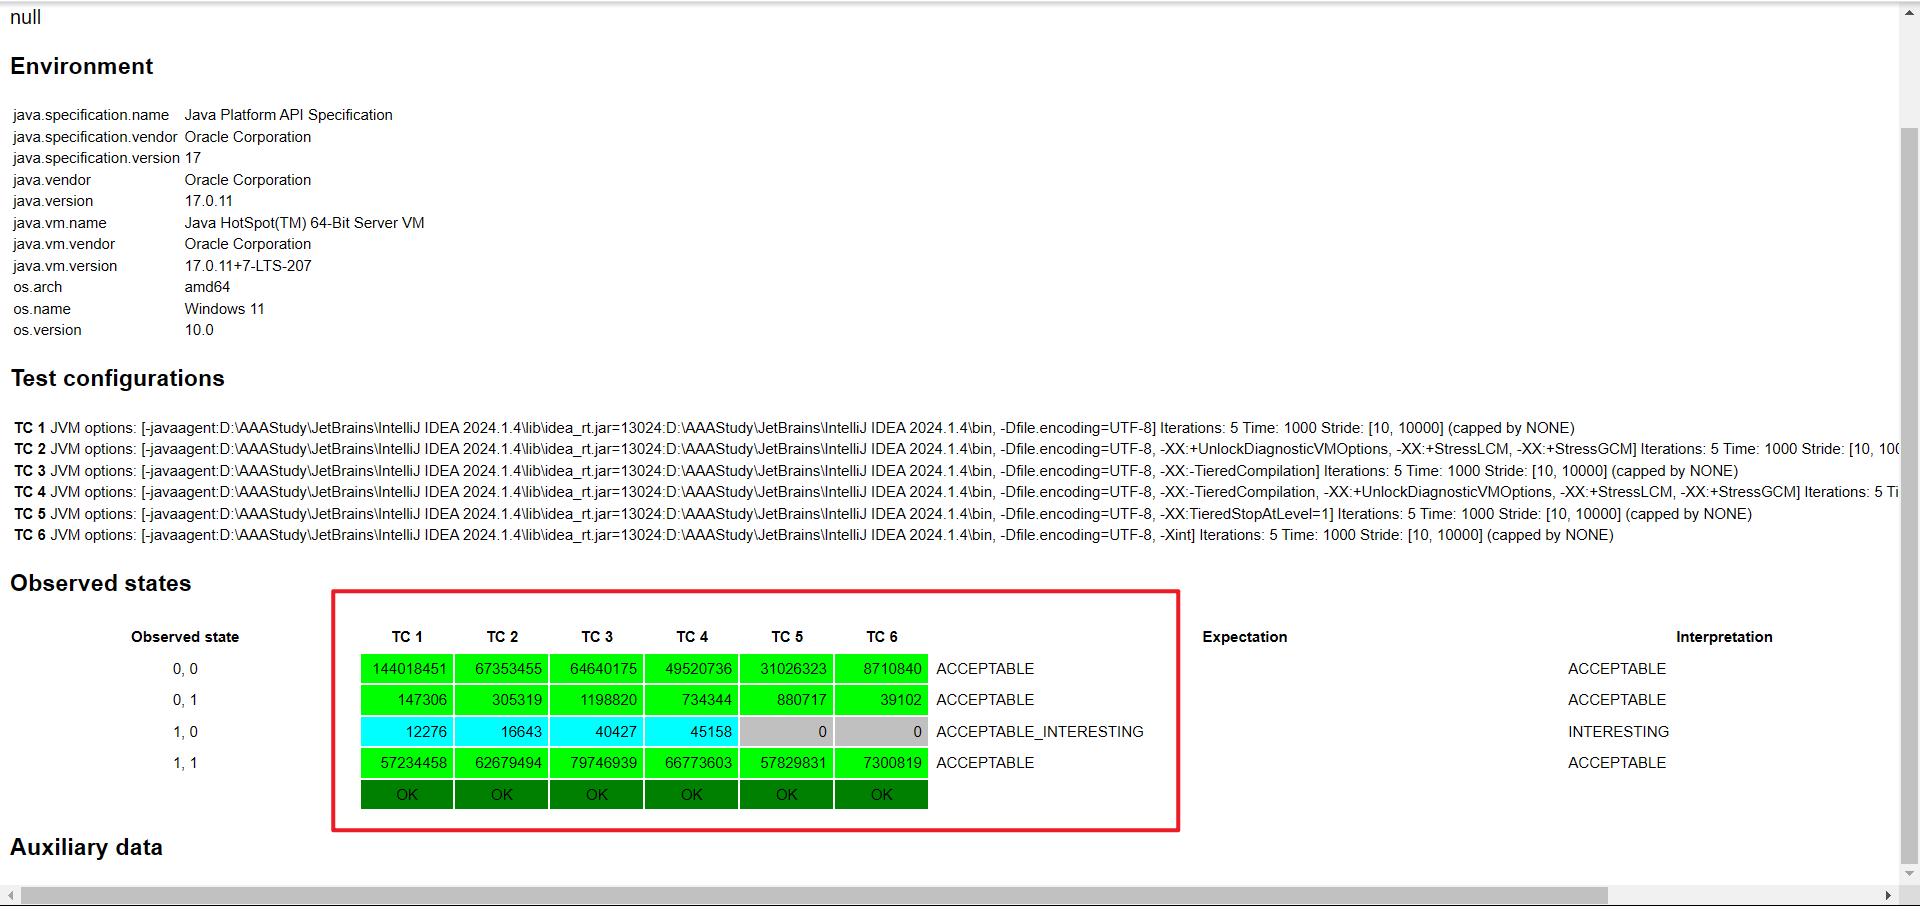 null
Environment
java.specification.name Java Platform API Specification
java.specification.vendor Oracle Corporation
java.specification.version 17
java.vendor Oracle Corporation
java.version 17.0.11
java.vm.name Java HotSpot(TM) 64-Bit Server VM
java.vm.vendor Oracle Corporation
java.vm.version 17.0.11+7-LTS-207
os.arch amd64
os.name Windows 11
os.version 10.0
Test configurations
TC 1 JVM options: [-javaagent:D:\AAAStudy\JetBrains\IntelliJ IDEA 2024.1.4\lib\idea_rt.jar=13024:D:\AAAStudy\JetBrains\IntelliJ IDEA 2024.1.4\bin, -Dfile.encoding=UTF-8] Iterations: 5 Time: 1000 Stride: [10, 10000] (capped by NONE)
TC 2 JVM options: [-javaagent:D:\AAAStudy\JetBrains\IntelliJ IDEA 2024.1.4\lib\idea_rt.jar=13024:D:\AAAStudy\JetBrains\IntelliJ IDEA 2024.1.4\bin, -Dfile.encoding=UTF-8, -XX:+UnlockDiagnosticVMOptions, -XX:+StressLCM, -XX:+StressGCM] Iterations: 5 Time: 1000 Stride: [10, 100
TC 3 JVM options: [-javaagent:D:\AAAStudy\JetBrains\IntelliJ IDEA 2024.1.4\lib\idea_rt.jar=13024:D:\AAAStudy\JetBrains\IntelliJ IDEA 2024.1.4\bin, -Dfile.encoding=UTF-8, -XX:-TieredCompilation] Iterations: 5 Time: 1000 Stride: [10, 10000] (capped by NONE)
TC 4 JVM options: [-javaagent:D:\AAAStudy\JetBrains\IntelliJ IDEA 2024.1.4\lib\idea_rt.jar=13024:D:\AAAStudy\JetBrains\IntelliJ IDEA 2024.1.4\bin, -Dfile.encoding=UTF-8, -XX:-TieredCompilation, -XX:+UnlockDiagnosticVMOptions, -XX:+StressLCM, -XX:+StressGCM] Iterations: 5 Ti
TC 5 JVM options: [-javaagent:D:\AAAStudy\JetBrains\IntelliJ IDEA 2024.1.4\lib\idea_rt.jar=13024:D:\AAAStudy\JetBrains\IntelliJ IDEA 2024.1.4\bin, -Dfile.encoding=UTF-8, -XX:TieredStopAtLevel=1] Iterations: 5 Time: 1000 Stride: [10, 10000] (capped by NONE)
TC 6 JVM options: [-javaagent:D:\AAAStudy\JetBrains\IntelliJ IDEA 2024.1.4\lib\idea_rt.jar=13024:D:\AAAStudy\JetBrains\IntelliJ IDEA 2024.1.4\bin, -Dfile.encoding=UTF-8, -Xint] Iterations: 5 Time: 1000 Stride: [10, 10000] (capped by NONE)
Observed states
Observed state TC 1 TC 2 TC 3 TC 4 TC 5 TC 6 Expectation Interpretation
0, 0 144018451 67353455 64640175 49520736 31026323 8710840 ACCEPTABLE ACCEPTABLE
0, 1 147306 305319 1198820 734344 880717 39102 ACCEPTABLE ACCEPTABLE
1, 0 12276 16643 40427 45158 0 0 ACCEPTABLE_INTERESTING INTERESTING
1, 1 57234458 62679494 79746939 66773603 57829831 7300819 ACCEPTABLE ACCEPTABLE
OK OK OK OK OK OK
Auxiliary data